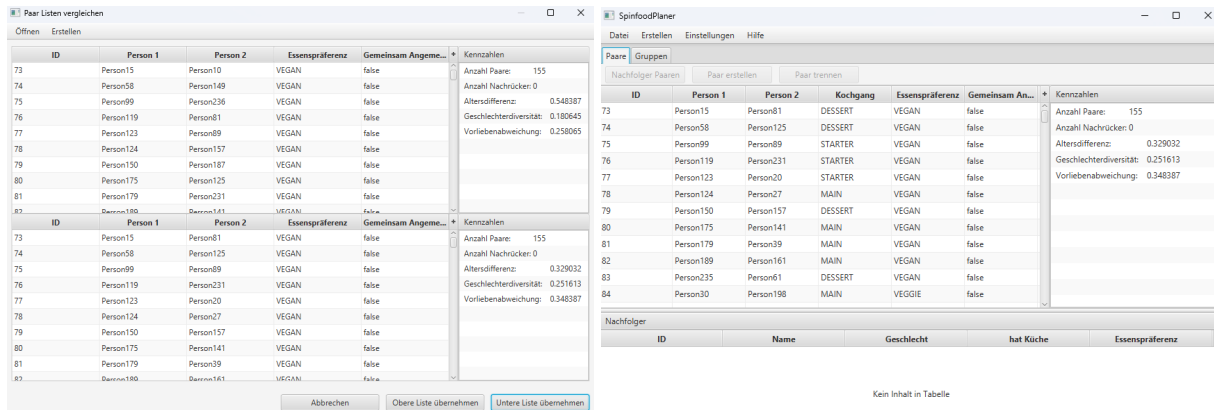 Paar Listen vergleichen
Öffnen Erstellen
ID Person 1 Person 2 Essenspräferenz Gemeinsam Angeme... +
73 Person15 Person10 VEGAN false
74 Person58 Person149 VEGAN false
75 Person99 Person236 VEGAN false
76 Person119 Person81 VEGAN false
77 Person123 Person89 VEGAN false
78 Person124 Person157 VEGAN false
79 Person150 Person187 VEGAN false
80 Person175 Person125 VEGAN false
81 Person179 Person231 VEGAN false
82 Person189 Person141 VEGAN false
Kennzahlen
Anzahl Paare: 155
Anzahl Nachrücker: 0
Altersdifferenz: 0.548387
Geschlechterdiversität: 0.180645
Vorliebenabweichung: 0.258065
ID Person 1 Person 2 Essenspräferenz Gemeinsam Angeme... +
73 Person15 Person81 VEGAN false
74 Person58 Person125 VEGAN false
75 Person99 Person89 VEGAN false
76 Person119 Person231 VEGAN false
77 Person123 Person20 VEGAN false
78 Person124 Person27 VEGAN false
79 Person150 Person157 VEGAN false
80 Person175 Person141 VEGAN false
81 Person179 Person39 VEGAN false
82 Person189 Person161 VEGAN false
Kennzahlen
Anzahl Paare: 155
Anzahl Nachrücker: 0
Altersdifferenz: 0.329032
Geschlechterdiversität: 0.251613
Vorliebenabweichung: 0.348387
Abbrechen Obere Liste übernehmen Untere Liste übernehmen
SpinfoodPlaner
Datei Erstellen Einstellungen Hilfe
Paare Gruppen
Nachfolger Paaren Paar erstellen Paar trennen
ID Person 1 Person 2 Kochgang Essenspräferenz Gemeinsam An... +
73 Person15 Person81 DESSERT VEGAN false
74 Person58 Person125 DESSERT VEGAN false
75 Person99 Person89 STARTER VEGAN false
76 Person119 Person231 STARTER VEGAN false
77 Person123 Person20 STARTER VEGAN false
78 Person124 Person27 MAIN VEGAN false
79 Person150 Person157 DESSERT VEGAN false
80 Person175 Person141 MAIN VEGAN false
81 Person179 Person39 MAIN VEGAN false
82 Person189 Person161 MAIN VEGAN false
83 Person235 Person61 DESSERT VEGAN false
84 Person30 Person198 MAIN VEGGIE false
Kennzahlen
Anzahl Paare: 155
Anzahl Nachrücker: 0
Altersdifferenz: 0.329032
Geschlechterdiversität: 0.251613
Vorliebenabweichung: 0.348387
Nachfolger
ID Name Geschlecht hat Küche Essenspräferenz
Kein Inhalt in Tabelle